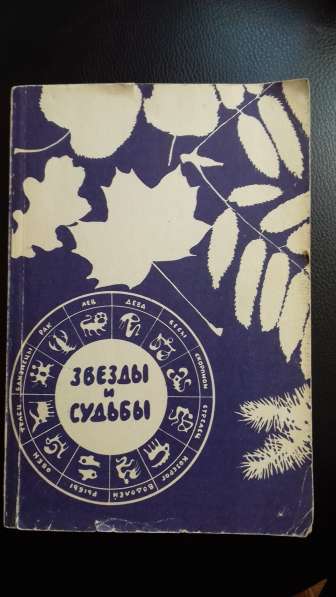 ЗВЕЗДЫ
И
СУДЬБЫ
ОВЕН
ТЕЛЕЦ
БЛИЗНЕЦЫ
РАК
ЛЕВ
ДЕВА
ВЕСЫ
СКОРПИОН
СТРЕЛЕЦ
КОЗЕРОГ
ВОДОЛЕЙ
РЫБЫ